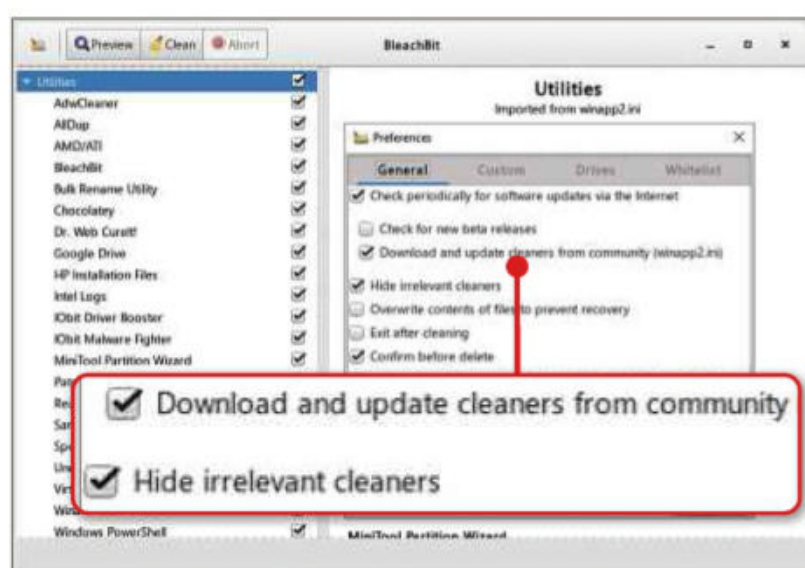 Preview Clean Abort BleachBit
Utilities
AdwCleaner
AllDup
AMD/ATI
BleachBit
Bulk Rename Utility
Chocolatey
Dr. Web CureIt!
Google Drive
HP Installation Files
Intel Logs
IObit Driver Booster
IObit Malware Fighter
MiniTool Partition Wizard
Windows PowerShell
Utilities
Imported from winapp2.ini
Preferences
General Custom Drives Whitelist
Check periodically for software updates via the Internet
Check for new beta releases
Download and update cleaners from community (winapp2.ini)
Hide irrelevant cleaners
Overwrite contents of files to prevent recovery
Exit after cleaning
Confirm before delete
Download and update cleaners from community
Hide irrelevant cleaners
MiniTool Partition Wizard